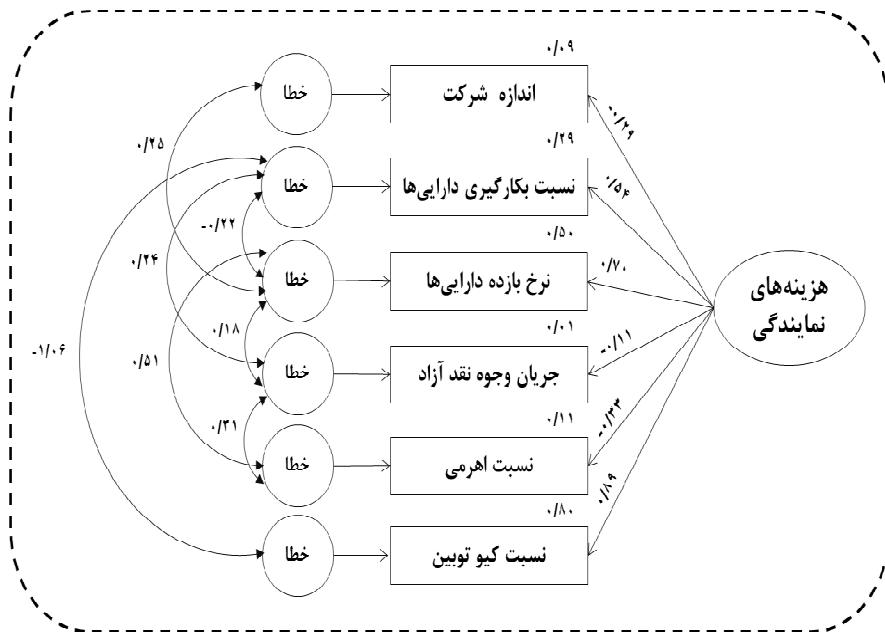 ۰/۰۹
خطا
اندازه شرکت
-۰/۲۹
۰/۲۵
۰/۲۹
خطا
نسبت بکارگیری دارایی‌ها
۰/۵۴
-۰/۲۲
۰/۵۰
۰/۲۴
خطا
نرخ بازده دارایی‌ها
۰/۷۰
هزینه‌های
نمایندگی
۰/۱۸
۰/۰۱
-۰/۱۱
-۱/۰۶
۰/۵۱
خطا
جریان وجوه نقد آزاد
۰/۳۱
۰/۱۱
-۰/۳۳
خطا
نسبت اهرمی
۰/۸۹
۰/۸۰
خطا
نسبت کیو توبین